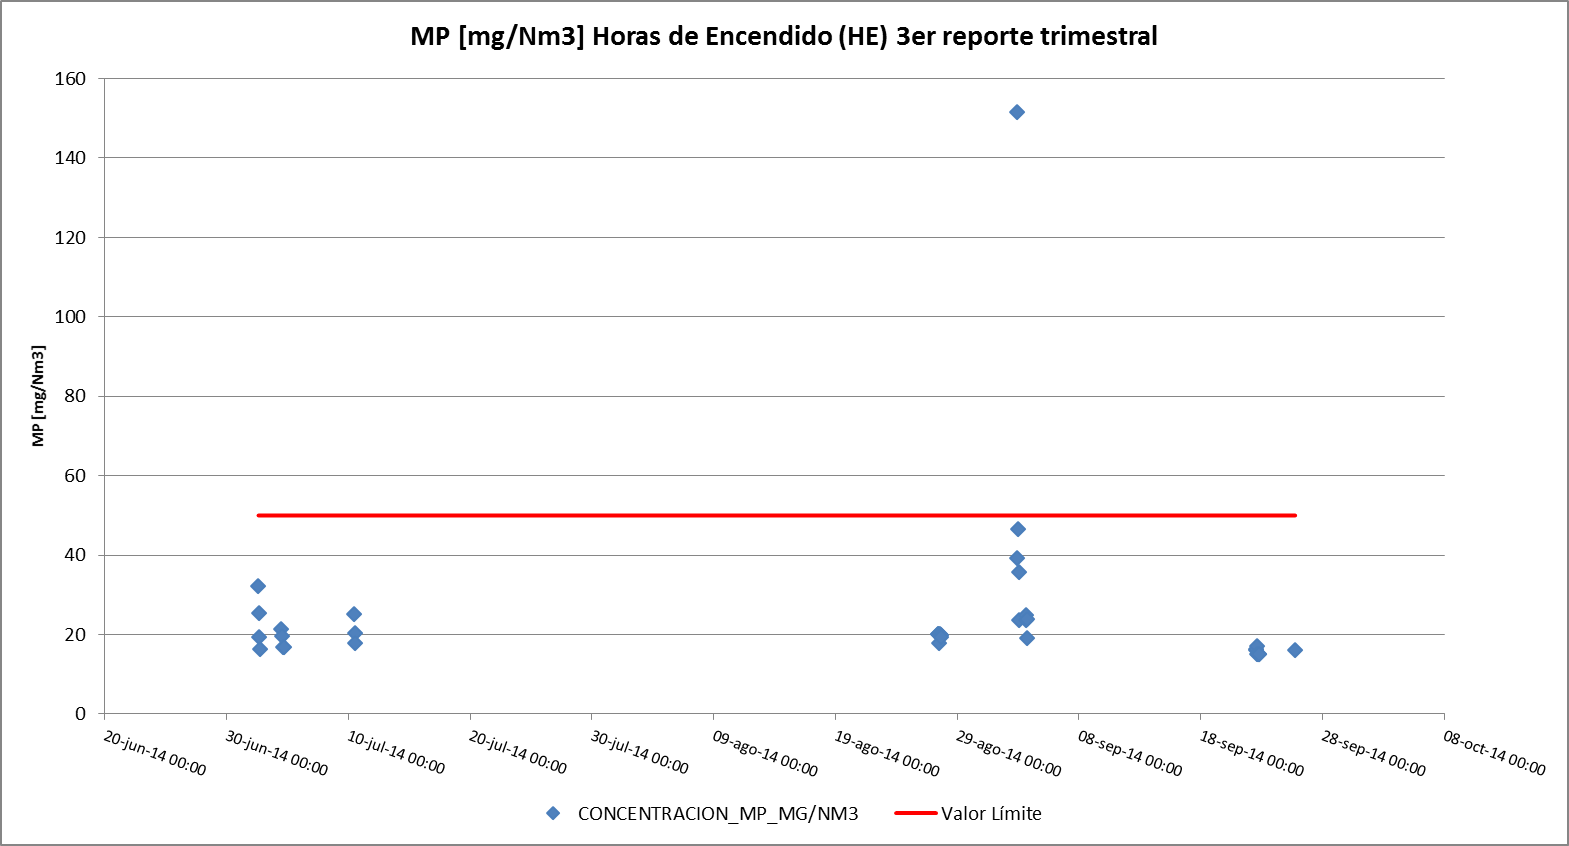 MP [mg/Nm3] Horas de Encendido (HE) 3er reporte trimestral
160
140
120
100
80
60
40
20
0
MP [mg/Nm3]
20-jun-14 00:00
30-jun-14 00:00
10-jul-14 00:00
20-jul-14 00:00
30-jul-14 00:00
09-ago-14 00:00
19-ago-14 00:00
29-ago-14 00:00
08-sep-14 00:00
18-sep-14 00:00
28-sep-14 00:00
08-oct-14 00:00
CONCENTRACION_MP_MG/NM3
Valor Límite